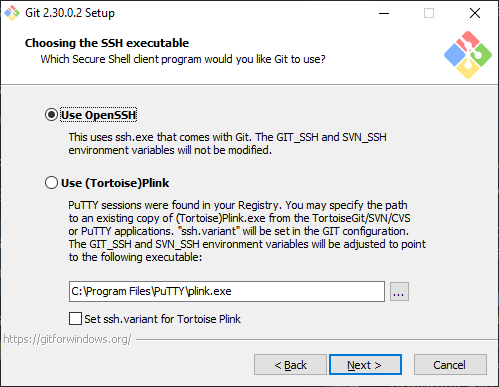 Git 2.30.0.2 Setup
Choosing the SSH executable
Which Secure Shell client program would you like Git to use?
Use OpenSSH
This uses ssh.exe that comes with Git. The GIT_SSH and SVN_SSH
environment variables will not be modified.
Use (Tortoise)Plink
PuTTY sessions were found in your Registry. You may specify the path
to an existing copy of (Tortoise)Plink.exe from the TortoiseGit/SVN/CVS
or PuTTY applications. "ssh.variant" will be set in the GIT configuration.
The GIT_SSH and SVN_SSH environment variables will be adjusted to point
to the following executable:
C:\Program Files\PuTTY\plink.exe
...
Set ssh.variant for Tortoise Plink
https://gitforwindows.org/
< Back
Next >
Cancel